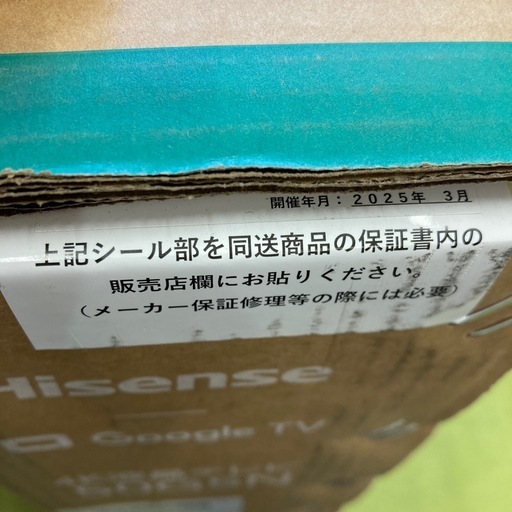 開催年月：2025年 3月
上記シール部を同送商品の保証書内の
販売店欄にお貼りください。
（メーカー保証修理等の際には必要）
Hisense
Google TV